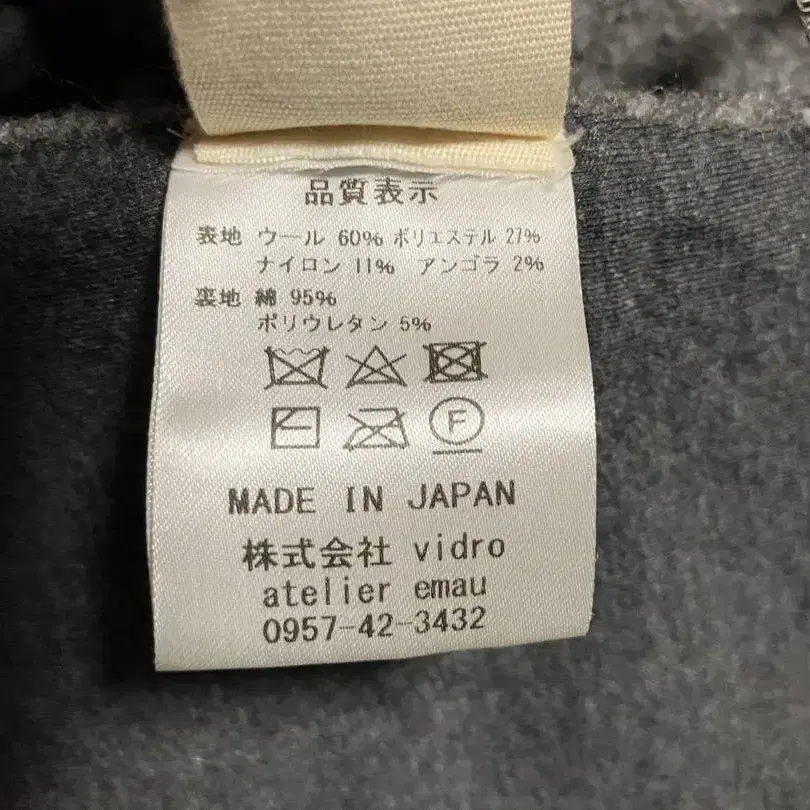 品質表示
表地 ウール 60% ポリエステル 27%
ナイロン 11% アンゴラ 2%
裏地 綿 95%
ポリウレタン 5%
F
MADE IN JAPAN
株式会社 vidro
atelier emau
0957-42-3432